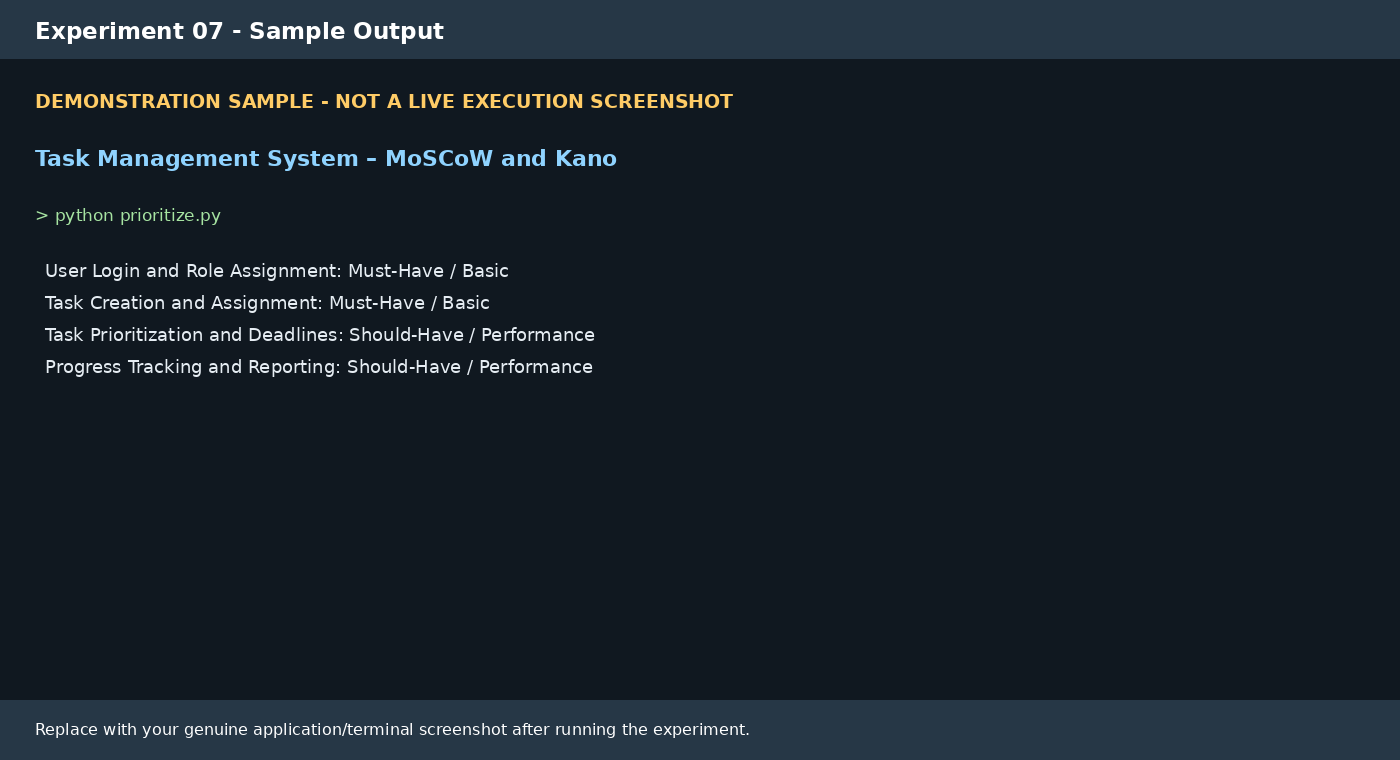 Experiment 07 - Sample Output
DEMONSTRATION SAMPLE - NOT A LIVE EXECUTION SCREENSHOT
Task Management System – MoSCoW and Kano
> python prioritize.py
User Login and Role Assignment: Must-Have / Basic
Task Creation and Assignment: Must-Have / Basic
Task Prioritization and Deadlines: Should-Have / Performance
Progress Tracking and Reporting: Should-Have / Performance
Replace with your genuine application/terminal screenshot after running the experiment.